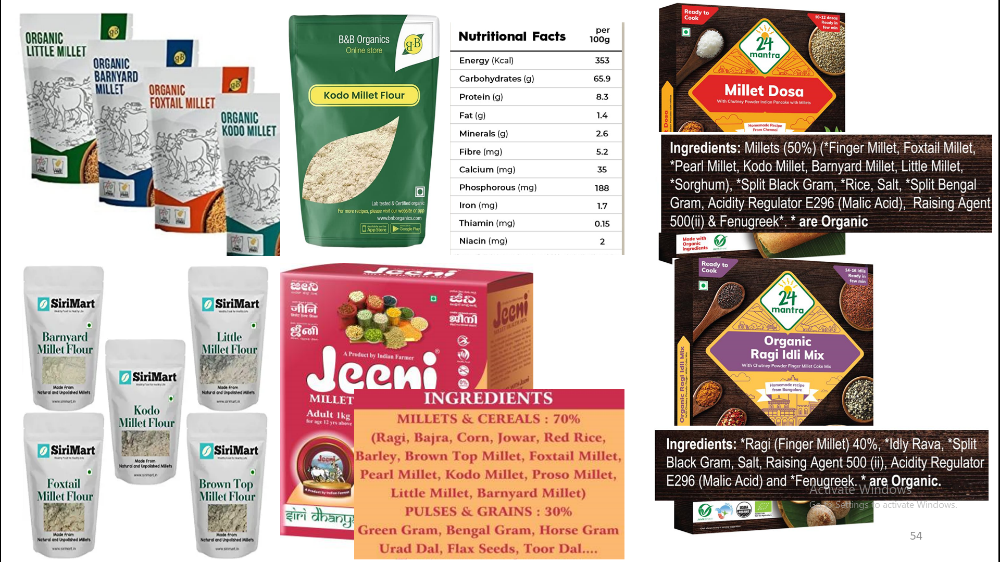 ORGANIC
LITTLE MILLET
ORGANIC
BARNYARD
MILLET
ORGANIC
FOXTAIL MILLET
ORGANIC
KODO MILLET
B&B Organics
Online store
Kodo Millet Flour
Lab tested & Certified organic
For more recipes, please visit our website or app
www.bnborganics.com
App Store
Google Play
Nutritional Facts per 100g
Energy (Kcal) 353
Carbohydrates (g) 65.9
Protein (g) 8.3
Fat (g) 1.4
Minerals (g) 2.6
Fibre (mg) 5.2
Calcium (mg) 35
Phosphorous (mg) 188
Iron (mg) 1.7
Thiamin (mg) 0.15
Niacin (mg) 2
Ready to
Cook
10-12 dosas
Ready in
few min
24
mantra
Millet Dosa
With Chutney Powder Indian Pancake with Millets
Homemade Recipe
From Chennai
Ingredients: Millets (50%) (*Finger Millet, Foxtail Millet,
*Pearl Millet, Kodo Millet, Barnyard Millet, Little Millet,
*Sorghum), *Split Black Gram, *Rice, Salt, *Split Bengal
Gram, Acidity Regulator E296 (Malic Acid), Raising Agent
500(ii) & Fenugreek*. * are Organic
Made with
Organic
ingredients
Ready to
Cook
14-16 idlis
Ready in
few min
24
mantra
Organic
Ragi Idli Mix
With Chutney Powder Finger Millet Cake Mix
Homemade recipe
from Bangalore
Organic Ragi Idli Mix
With Chutney Powder Finger Millet Cake Mix
Ingredients: *Ragi (Finger Millet) 40%, *Idly Rava, *Split
Black Gram, Salt, Raising Agent 500 (ii), Acidity Regulator
E296 (Malic Acid) and *Fenugreek. * are Organic.
USDA
ORGANIC
SiriMart
Barnyard
Millet Flour
Made from
Natural and Unpolished Millets
www.sirimart.in
SiriMart
Little
Millet Flour
Made from
Natural and Unpolished Millets
www.sirimart.in
SiriMart
Kodo
Millet Flour
Made from
Natural and Unpolished Millets
www.sirimart.in
SiriMart
Foxtail
Millet Flour
Made from
Natural and Unpolished Millets
www.sirimart.in
SiriMart
Brown Top
Millet Flour
Made from
Natural and Unpolished Millets
www.sirimart.in
Jeeni
ಜೀನಿ
जीनि
జీని
A Product by Indian Farmer
Jeeni
MILLET
Adult 1kg
for age 12 yrs above
Jeeni
A Product by Indian Farmer
siri dhanya
Jeeni
INGREDIENTS
MILLETS & CEREALS : 70%
(Ragi, Bajra, Corn, Jowar, Red Rice,
Barley, Brown Top Millet, Foxtail Millet,
Pearl Millet, Kodo Millet, Proso Millet,
Little Millet, Barnyard Millet)
PULSES & GRAINS : 30%
Green Gram, Bengal Gram, Horse Gram
Urad Dal, Flax Seeds, Toor Dal....
Activate Windows
Go to Settings to activate Windows.
54